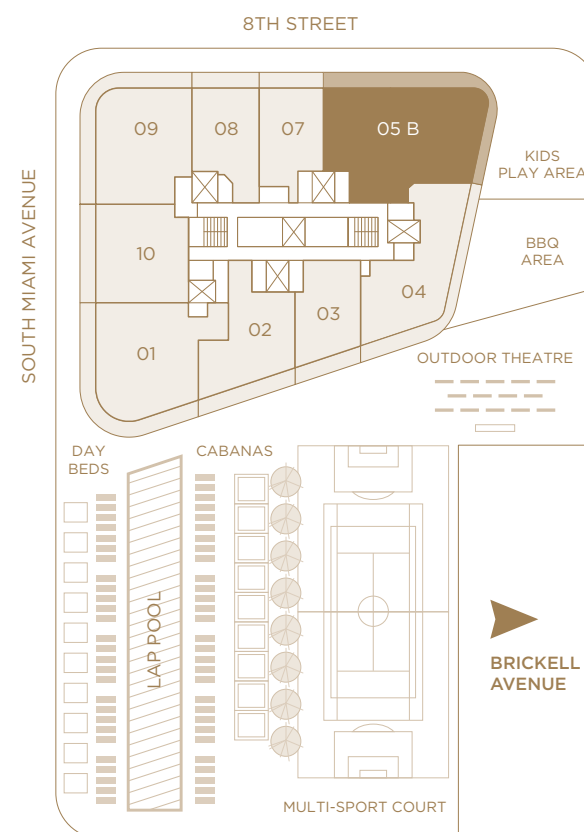 8TH STREET
SOUTH MIAMI AVENUE
09
08
07
05 B
KIDS
PLAY AREA
10
BBQ
AREA
04
03
02
01
OUTDOOR THEATRE
DAY
BEDS
CABANAS
LAP POOL
BRICKELL
AVENUE
MULTI-SPORT COURT